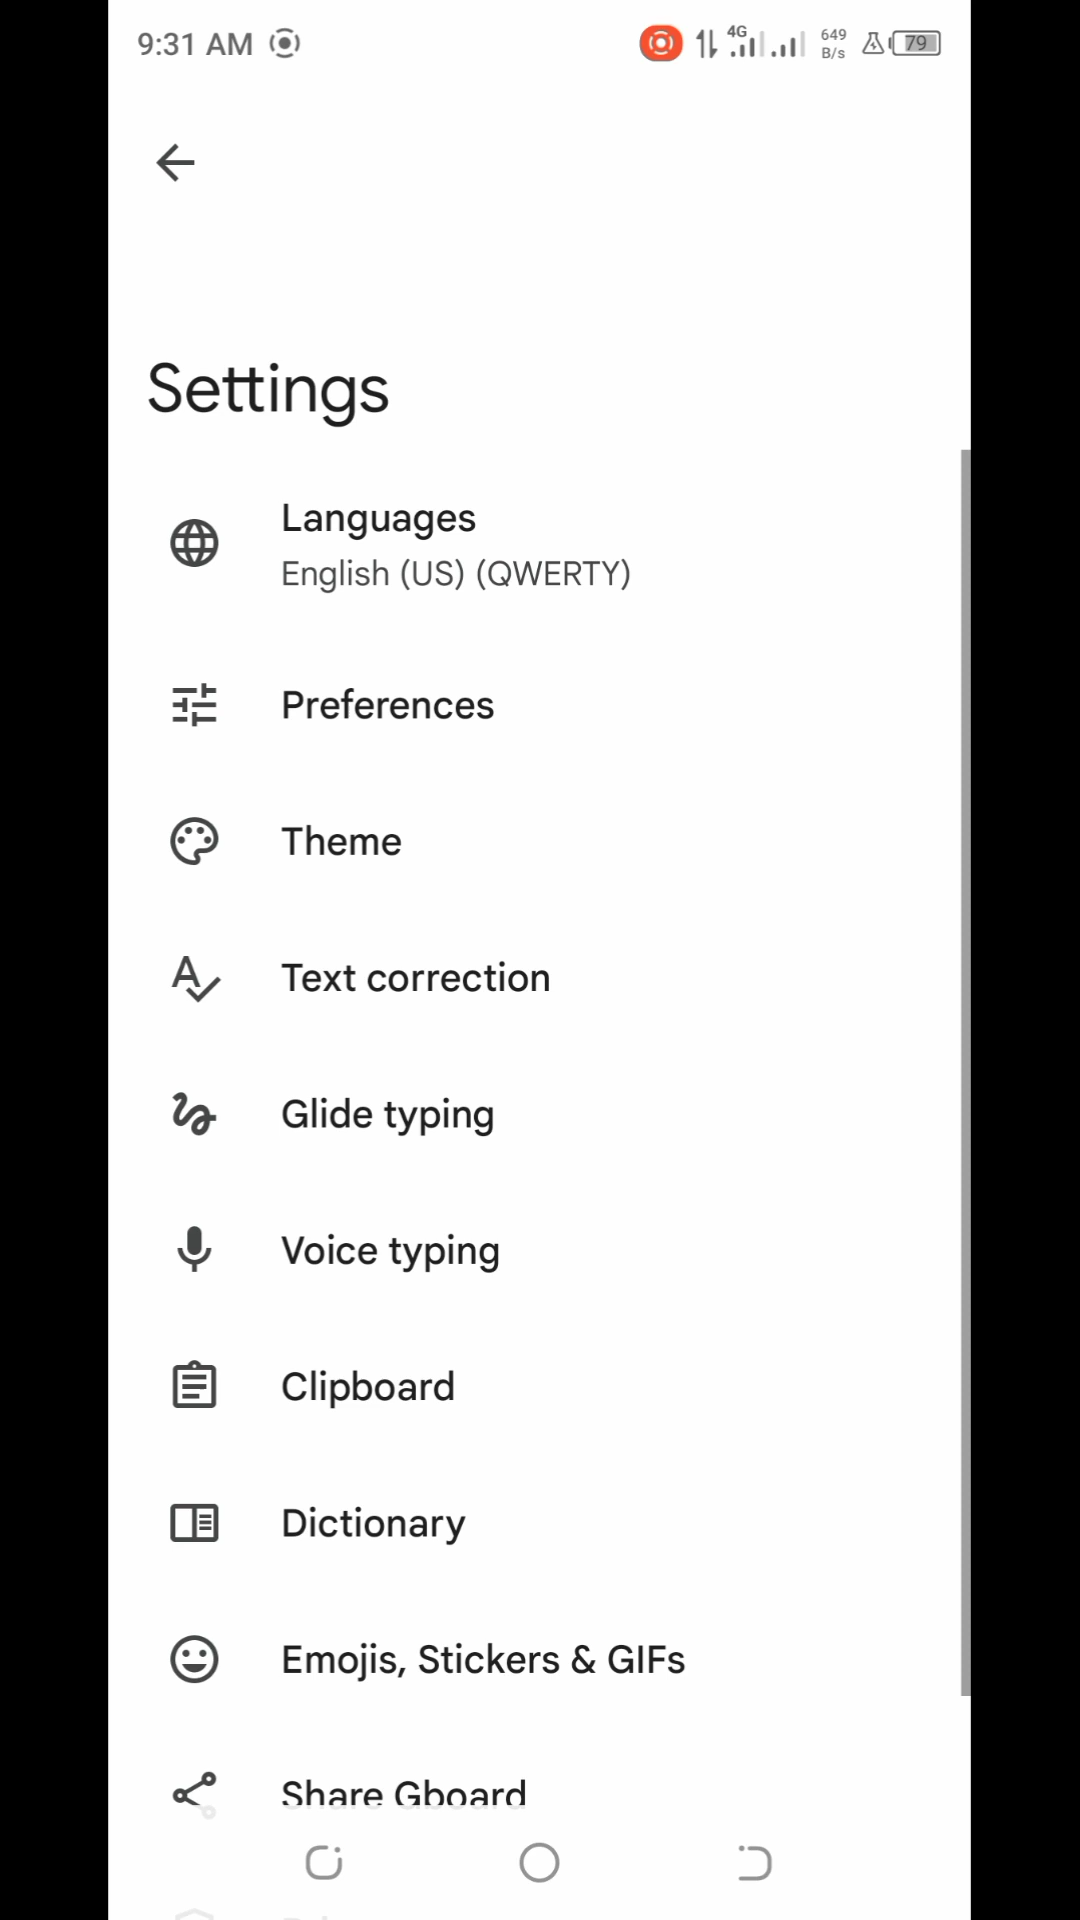 9:31 AM 4G 649 B/s 79
Settings
Languages
English (US) (QWERTY)
Preferences
Theme
Text correction
Glide typing
Voice typing
Clipboard
Dictionary
Emojis, Stickers & GIFs
Share Gboard